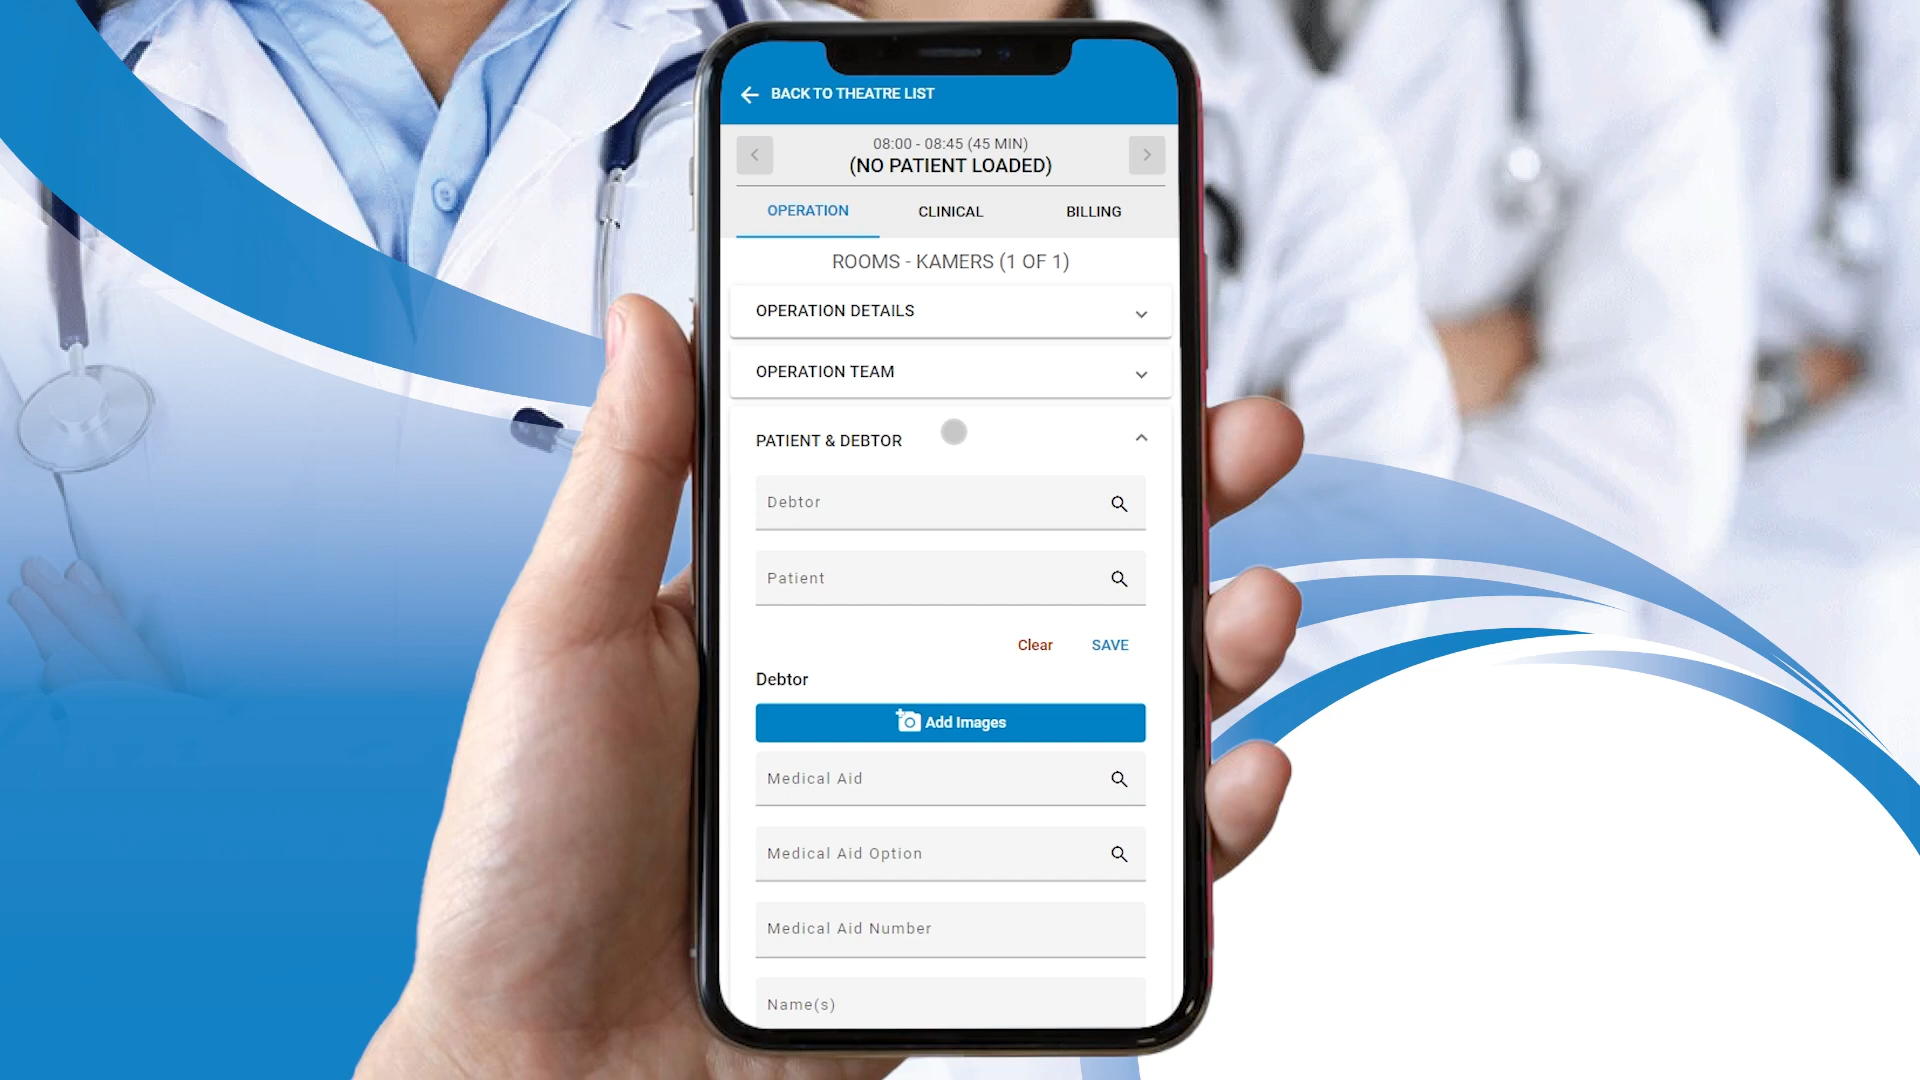 BACK TO THEATRE LIST
08:00 - 08:45 (45 MIN)
(NO PATIENT LOADED)
OPERATION CLINICAL BILLING
ROOMS - KAMERS (1 OF 1)
OPERATION DETAILS
OPERATION TEAM
PATIENT & DEBTOR
Debtor
Patient
Clear SAVE
Debtor
Add Images
Medical Aid
Medical Aid Option
Medical Aid Number
Name(s)